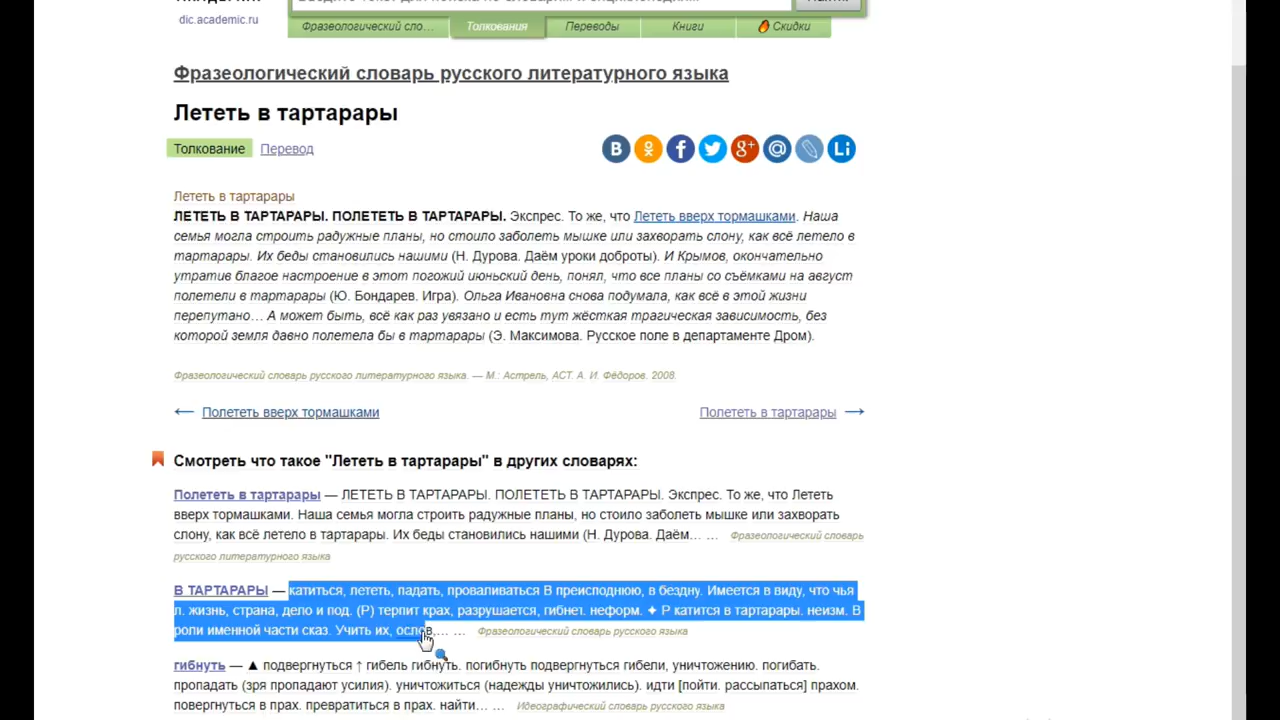 dic.academic.ru
Фразеологический сло… Толкования Переводы Книги Скидки
Фразеологический словарь русского литературного языка
Лететь в тартарары
Толкование Перевод
Лететь в тартарары
ЛЕТЕТЬ В ТАРТАРАРЫ. ПОЛЕТЕТЬ В ТАРТАРАРЫ. Экспрес. То же, что Лететь вверх тормашками. Наша
семья могла строить радужные планы, но стоило заболеть мышке или захворать слону, как всё летело в
тартарары. Их беды становились нашими (Н. Дурова. Даём уроки доброты). И Крымов, окончательно
утратив благое настроение в этот погожий июньский день, понял, что все планы со съёмками на август
полетели в тартарары (Ю. Бондарев. Игра). Ольга Ивановна снова подумала, как всё в этой жизни
перепутано… А может быть, всё как раз увязано и есть тут жёсткая трагическая зависимость, без
которой земля давно полетела бы в тартарары (Э. Максимова. Русское поле в департаменте Дром).
Фразеологический словарь русского литературного языка. — М.: Астрель, АСТ. А. И. Фёдоров. 2008.
← Полететь вверх тормашками Полететь в тартарары →
Смотреть что такое "Лететь в тартарары" в других словарях:
Полететь в тартарары — ЛЕТЕТЬ В ТАРТАРАРЫ. ПОЛЕТЕТЬ В ТАРТАРАРЫ. Экспрес. То же, что Лететь
вверх тормашками. Наша семья могла строить радужные планы, но стоило заболеть мышке или захворать
слону, как всё летело в тартарары. Их беды становились нашими (Н. Дурова. Даём… … Фразеологический словарь
русского литературного языка
В ТАРТАРАРЫ — катиться, лететь, падать, проваливаться В преисподнюю, в бездну. Имеется в виду, что чья
л. жизнь, страна, дело и под. (Р) терпит крах, разрушается, гибнет. неформ. ✦ Р катится в тартарары. неизм. В
роли именной части сказ. Учить их, ослов,… … Фразеологический словарь русского языка
гибнуть — ▲ подвергнуться ↑ гибель гибнуть. погибнуть подвергнуться гибели, уничтожению. погибать.
пропадать (зря пропадают усилия). уничтожиться (надежды уничтожились). идти [пойти. рассыпаться] прахом.
повергнуться в прах. превратиться в прах. найти… … Идеографический словарь русского языка